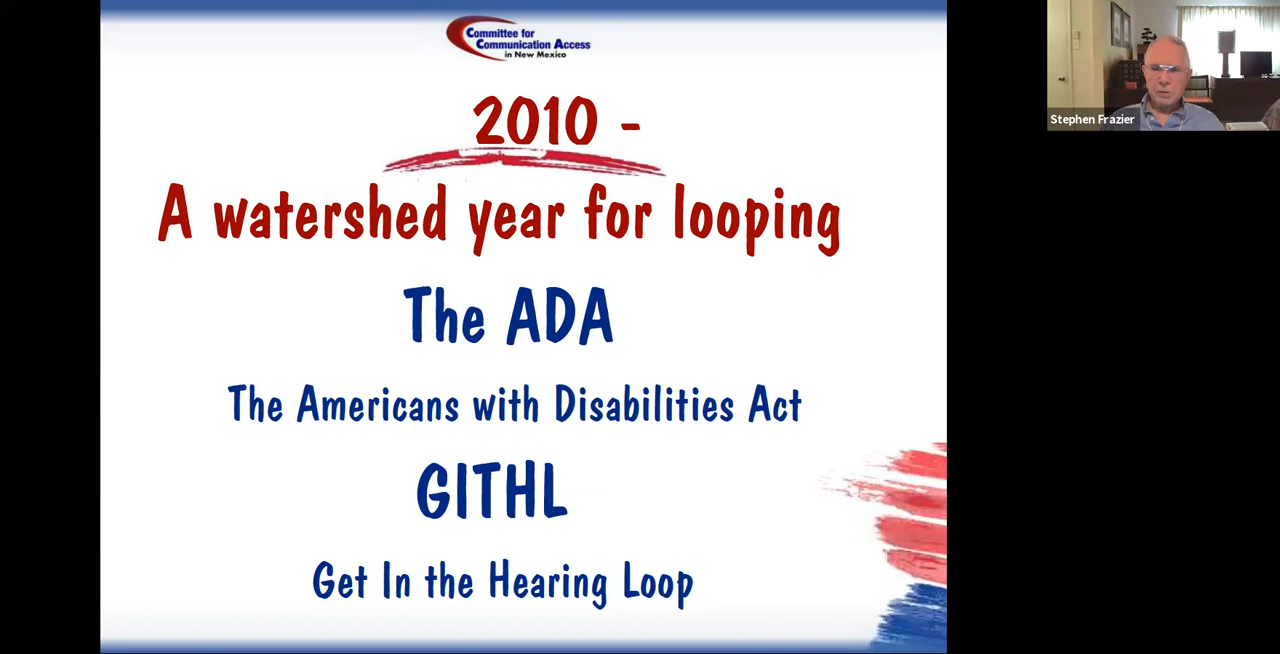 Committee for
Communication Access
in New Mexico
2010 -
A watershed year for looping
The ADA
The Americans with Disabilities Act
GITHL
Get In the Hearing Loop
Stephen Frazier